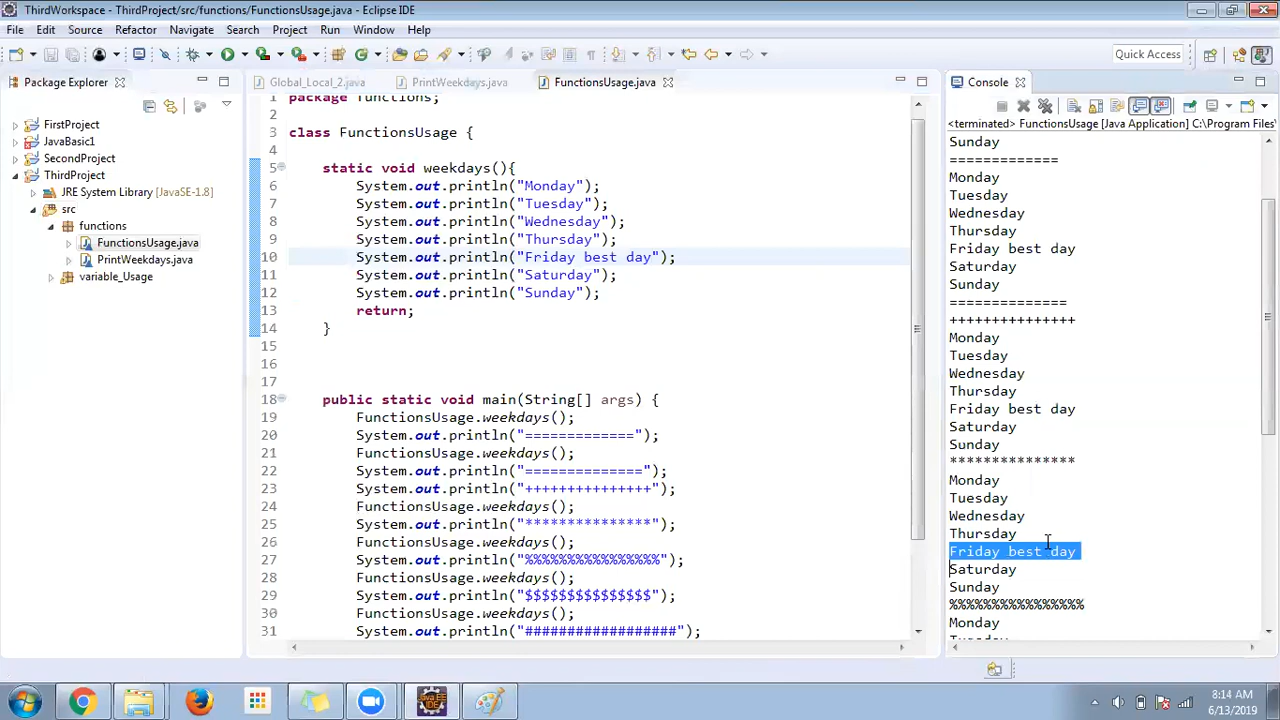 ThirdWorkspace - ThirdProject/src/functions/FunctionsUsage.java - Eclipse IDE
File Edit Source Refactor Navigate Search Project Run Window Help
Quick Access
Package Explorer
FirstProject
JavaBasic1
SecondProject
ThirdProject
JRE System Library [JavaSE-1.8]
src
functions
FunctionsUsage.java
PrintWeekdays.java
variable_Usage
Global_Local_2.java PrintWeekdays.java FunctionsUsage.java
1 package functions;
2
3 class FunctionsUsage {
4
5 static void weekdays(){
6 System.out.println("Monday");
7 System.out.println("Tuesday");
8 System.out.println("Wednesday");
9 System.out.println("Thursday");
10 System.out.println("Friday best day");
11 System.out.println("Saturday");
12 System.out.println("Sunday");
13 return;
14 }
15
16
17
18 public static void main(String[] args) {
19 FunctionsUsage.weekdays();
20 System.out.println("=============");
21 FunctionsUsage.weekdays();
22 System.out.println("==============");
23 System.out.println("+++++++++++++++");
24 FunctionsUsage.weekdays();
25 System.out.println("***************");
26 FunctionsUsage.weekdays();
27 System.out.println("%%%%%%%%%%%%%%%%");
28 FunctionsUsage.weekdays();
29 System.out.println("$$$$$$$$$$$$$$$");
30 FunctionsUsage.weekdays();
31 System.out.println("##################");
Console
<terminated> FunctionsUsage [Java Application] C:\Program Files\
Sunday
=============
Monday
Tuesday
Wednesday
Thursday
Friday best day
Saturday
Sunday
==============
+++++++++++++++
Monday
Tuesday
Wednesday
Thursday
Friday best day
Saturday
Sunday
***************
Monday
Tuesday
Wednesday
Thursday
Friday best day
Saturday
Sunday
%%%%%%%%%%%%%%%%
Monday
Tuesday
Java EE
IDE
8:14 AM
6/13/2019